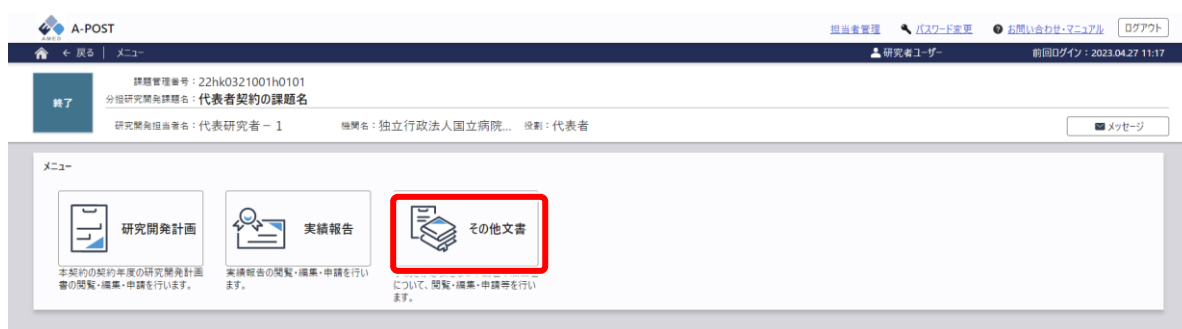 AMED A-POST 担当者管理 パスワード変更 お問い合わせ・マニュアル ログアウト
← 戻る | メニュー 研究者ユーザー 前回ログイン：2023.04.27 11:17
終了
課題管理番号：22hk0321001h0101
分担研究開発課題名：代表者契約の課題名
研究開発担当者名：代表研究者－１ 機関名：独立行政法人国立病院... 役割：代表者 メッセージ
メニュー
研究開発計画
本契約の契約年度の研究開発計画
書の閲覧・編集・申請を行います。
実績報告
実績報告の閲覧・編集・申請を行い
ます。
その他文書
について、閲覧・編集・申請等を行い
ます。